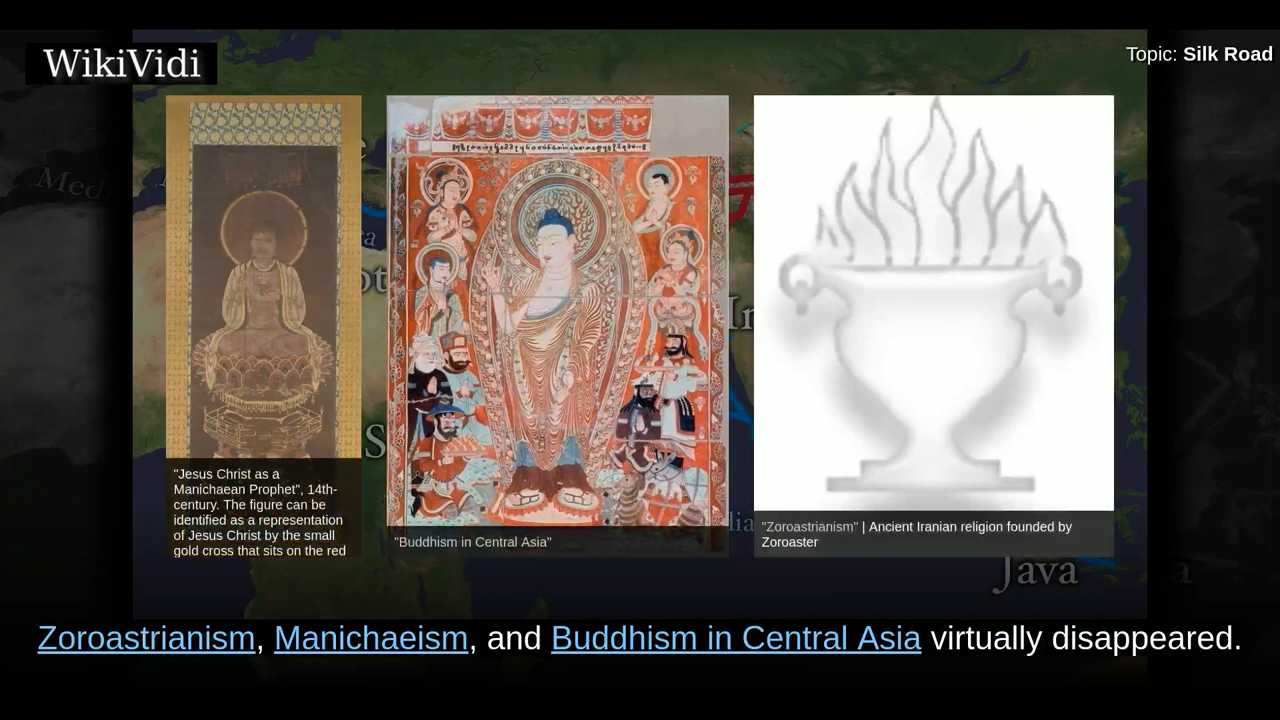 WikiVidi
Topic: Silk Road
"Jesus Christ as a
Manichaean Prophet", 14th-
century. The figure can be
identified as a representation
of Jesus Christ by the small
gold cross that sits on the red
"Buddhism in Central Asia"
"Zoroastrianism" | Ancient Iranian religion founded by
Zoroaster
Java
Zoroastrianism, Manichaeism, and Buddhism in Central Asia virtually disappeared.